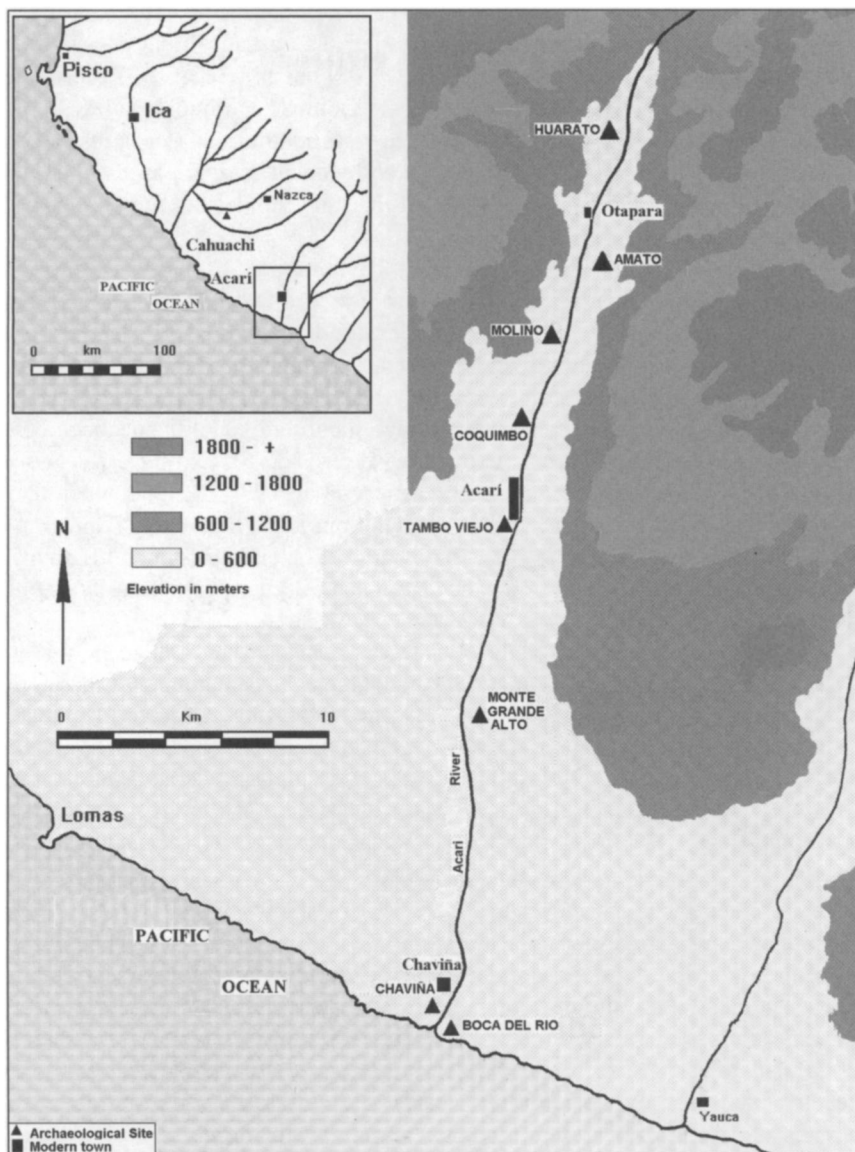 Pisco
Ica
Nazca
Cahuachi
Acarí
PACIFIC
OCEAN
0 km 100
HUARATO
Otapara
AMATO
MOLINO
COQUIMBO
Acarí
TAMBO VIEJO
1800 - +
1200 - 1800
600 - 1200
0 - 600
Elevation in meters
N
0 Km 10
MONTE
GRANDE
ALTO
River
Acarí
Lomas
PACIFIC
OCEAN
Chaviña
CHAVIÑA
BOCA DEL RIO
Yauca
Archaeological Site
Modern town